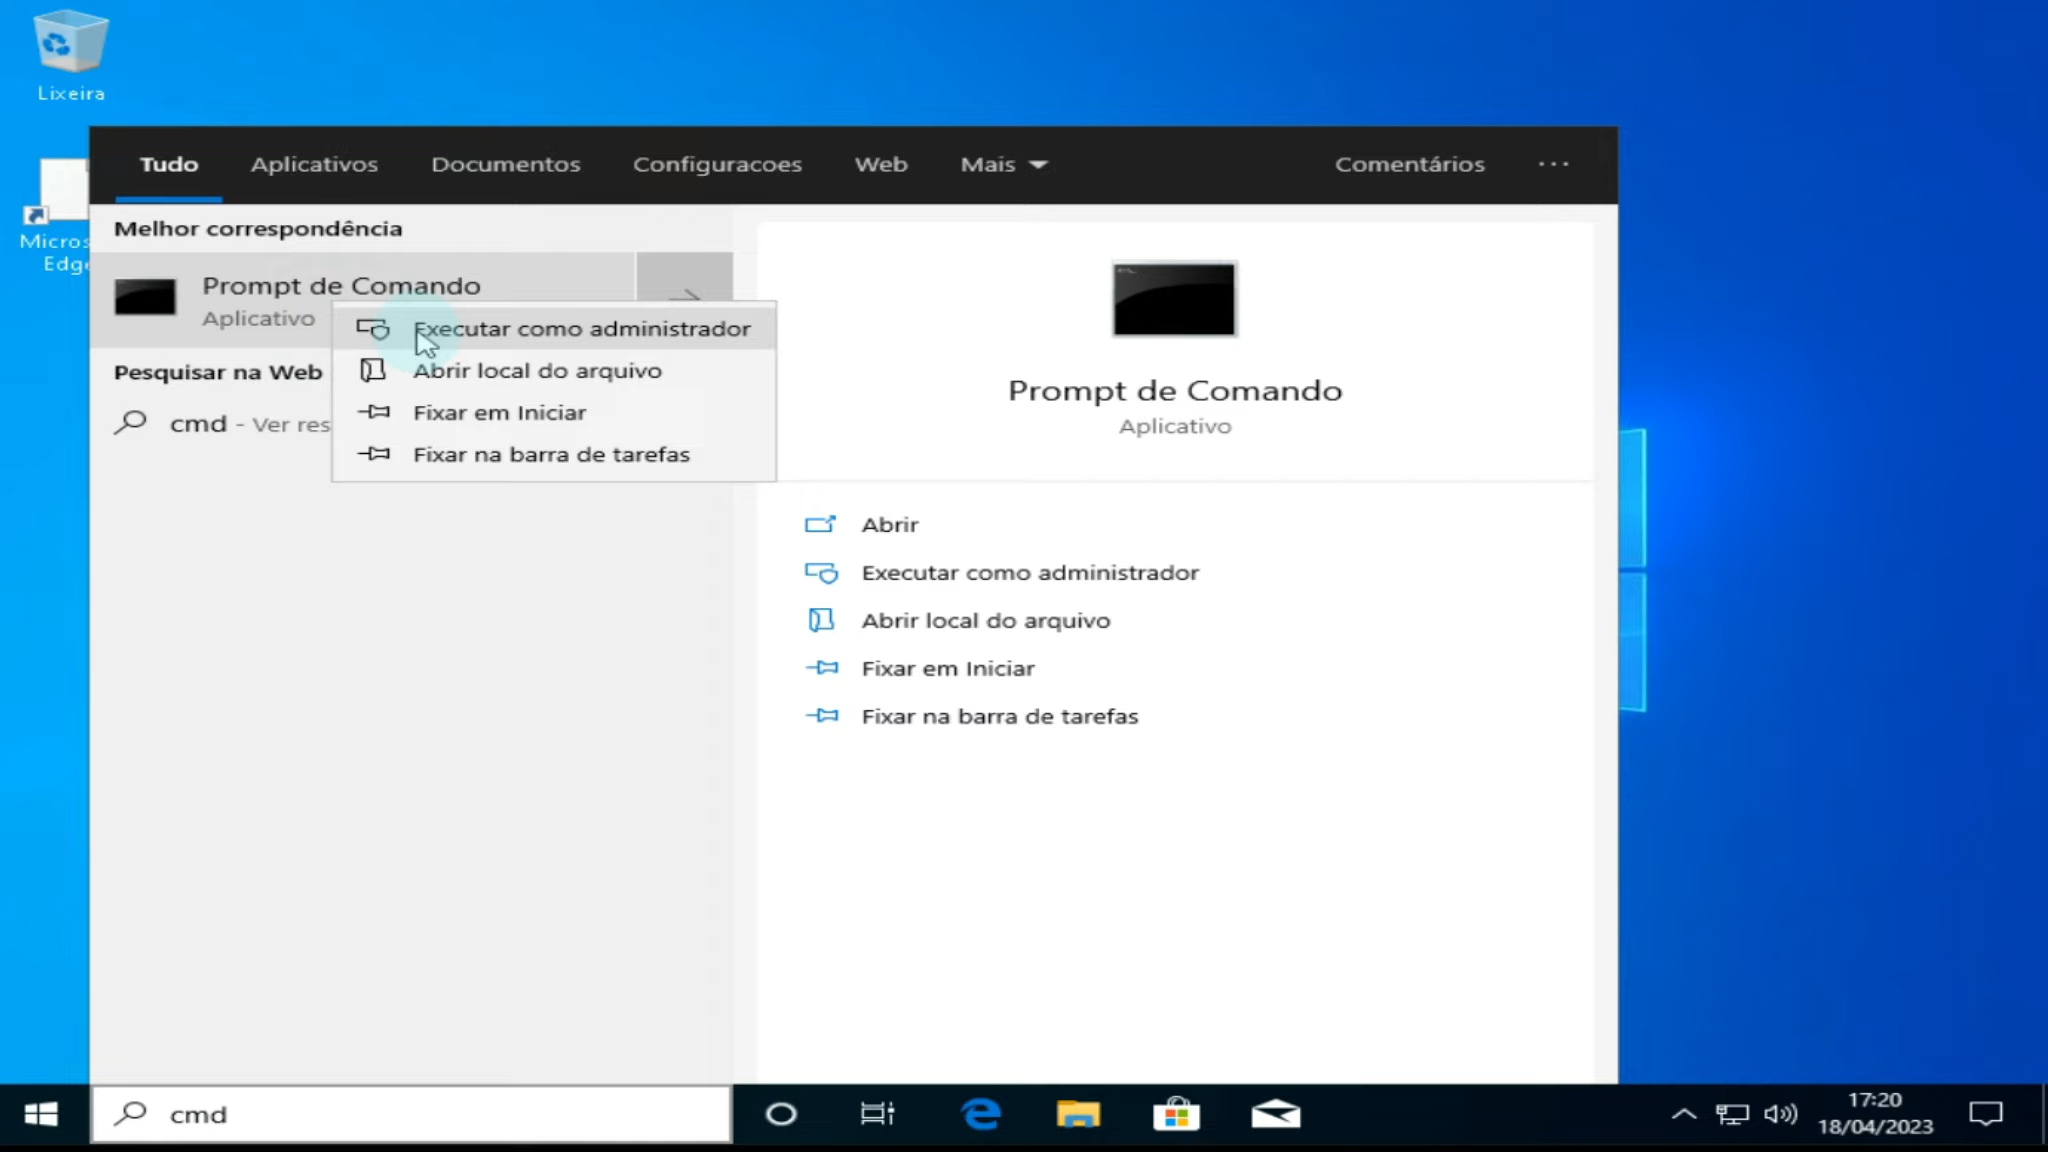 Lixeira
Micros
Edge
Tudo
Aplicativos
Documentos
Configuracoes
Web
Mais
Comentários
...
Melhor correspondência
Prompt de Comando
Aplicativo
Executar como administrador
Abrir local do arquivo
Fixar em Iniciar
Fixar na barra de tarefas
Pesquisar na Web
cmd - Ver res
Prompt de Comando
Aplicativo
Abrir
Executar como administrador
Abrir local do arquivo
Fixar em Iniciar
Fixar na barra de tarefas
cmd
17:20
18/04/2023